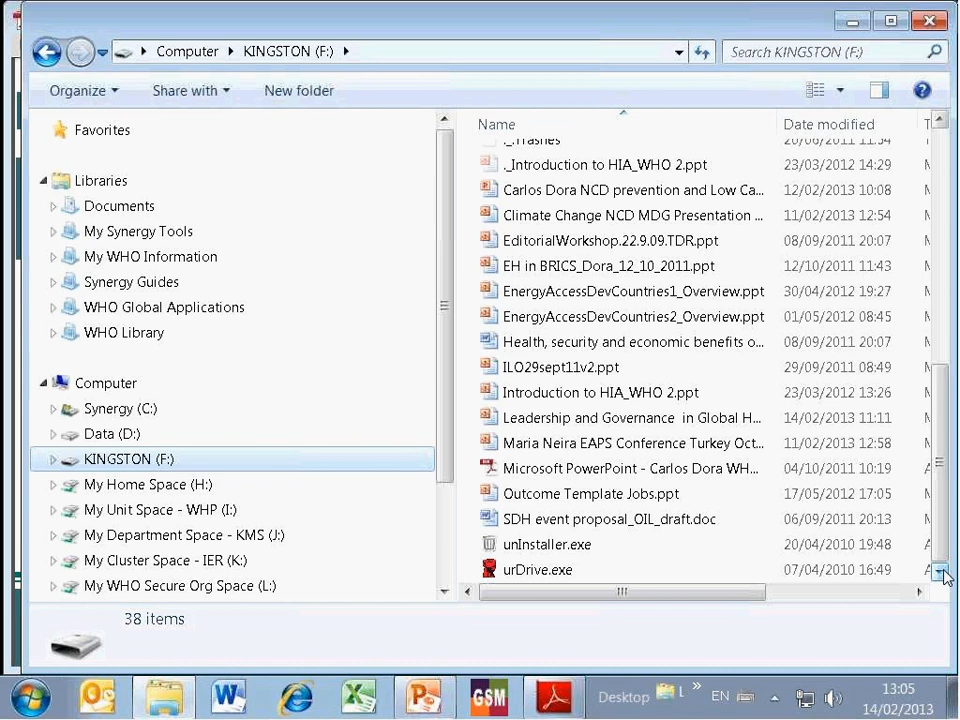 Computer KINGSTON (F:)
Search KINGSTON (F:)
Organize Share with New folder
Favorites
Libraries
Documents
My Synergy Tools
My WHO Information
Synergy Guides
WHO Global Applications
WHO Library
Computer
Synergy (C:)
Data (D:)
KINGSTON (F:)
My Home Space (H:)
My Unit Space - WHP (I:)
My Department Space - KMS (J:)
My Cluster Space - IER (K:)
My WHO Secure Org Space (L:)
Name Date modified T
._.Trashes 20/06/2011 11:54
._Introduction to HIA_WHO 2.ppt 23/03/2012 14:29 M
Carlos Dora NCD prevention and Low Ca... 12/02/2013 10:08 M
Climate Change NCD MDG Presentation ... 11/02/2013 12:54 M
EditorialWorkshop.22.9.09.TDR.ppt 08/09/2011 20:07 M
EH in BRICS_Dora_12_10_2011.ppt 12/10/2011 11:43 M
EnergyAccessDevCountries1_Overview.ppt 30/04/2012 19:27 M
EnergyAccessDevCountries2_Overview.ppt 01/05/2012 08:45 M
Health, security and economic benefits o... 08/09/2011 20:07 M
ILO29sept11v2.ppt 29/09/2011 08:49 M
Introduction to HIA_WHO 2.ppt 23/03/2012 13:26 M
Leadership and Governance in Global H... 14/02/2013 11:11 M
Maria Neira EAPS Conference Turkey Oct... 11/02/2013 12:58 M
Microsoft PowerPoint - Carlos Dora WH... 04/10/2011 10:19 A
Outcome Template Jobs.ppt 17/05/2012 17:05 M
SDH event proposal_OIL_draft.doc 06/09/2011 20:13 M
unInstaller.exe 20/04/2010 19:48 A
urDrive.exe 07/04/2010 16:49 A
38 items
GSM
Desktop L » EN
13:05
14/02/2013